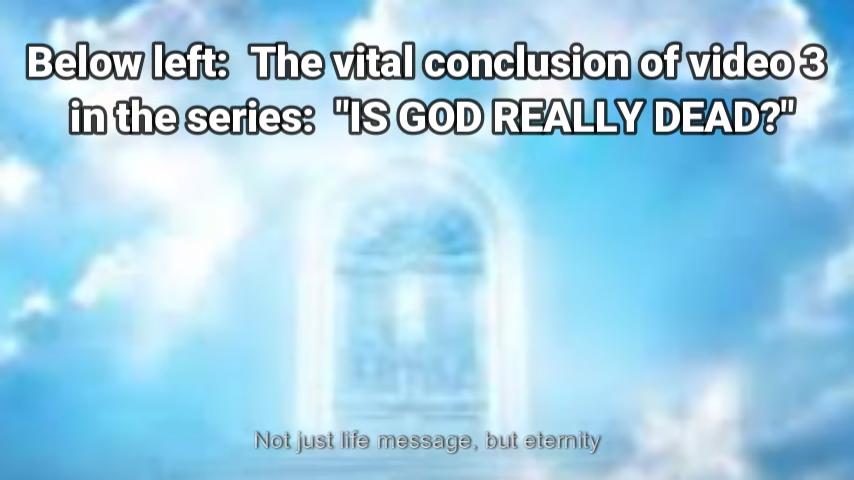 Below left:  The vital conclusion of video 3
in the series:  "IS GOD REALLY DEAD?"
Not just life message, but eternity